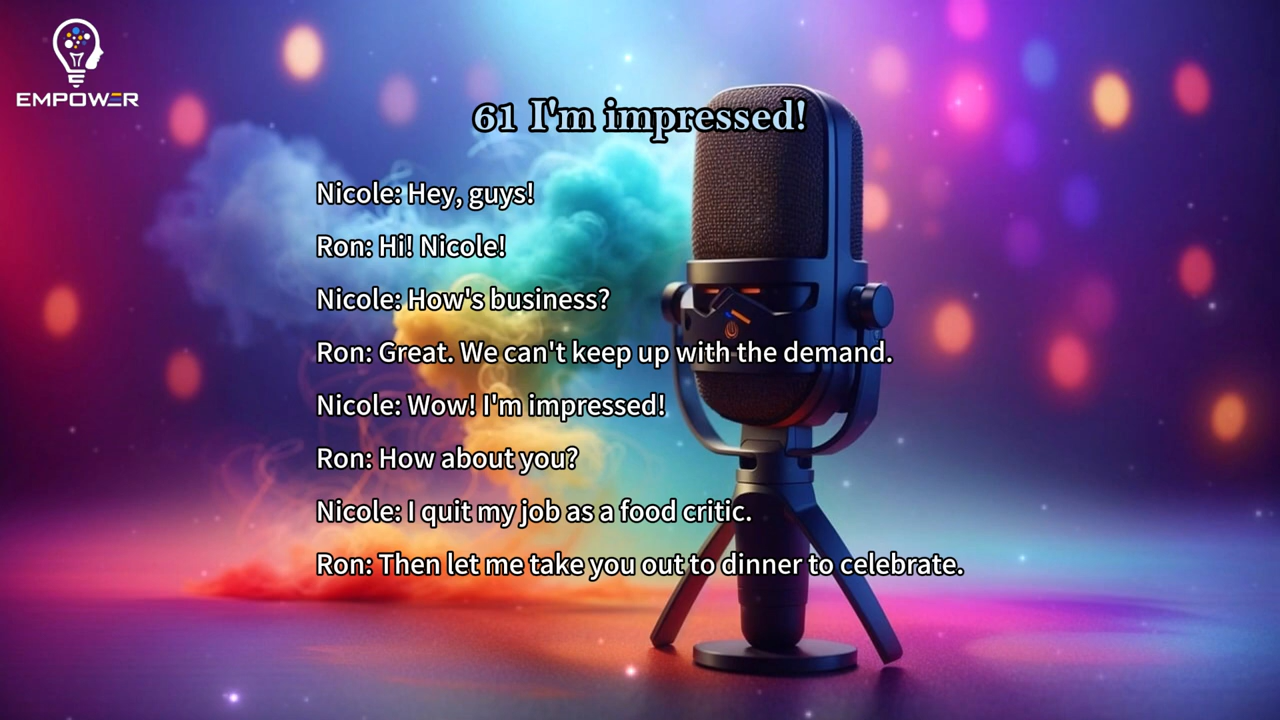 EMPOWER
61 I'm impressed!
Nicole: Hey, guys!
Ron: Hi! Nicole!
Nicole: How's business?
Ron: Great. We can't keep up with the demand.
Nicole: Wow! I'm impressed!
Ron: How about you?
Nicole: I quit my job as a food critic.
Ron: Then let me take you out to dinner to celebrate.